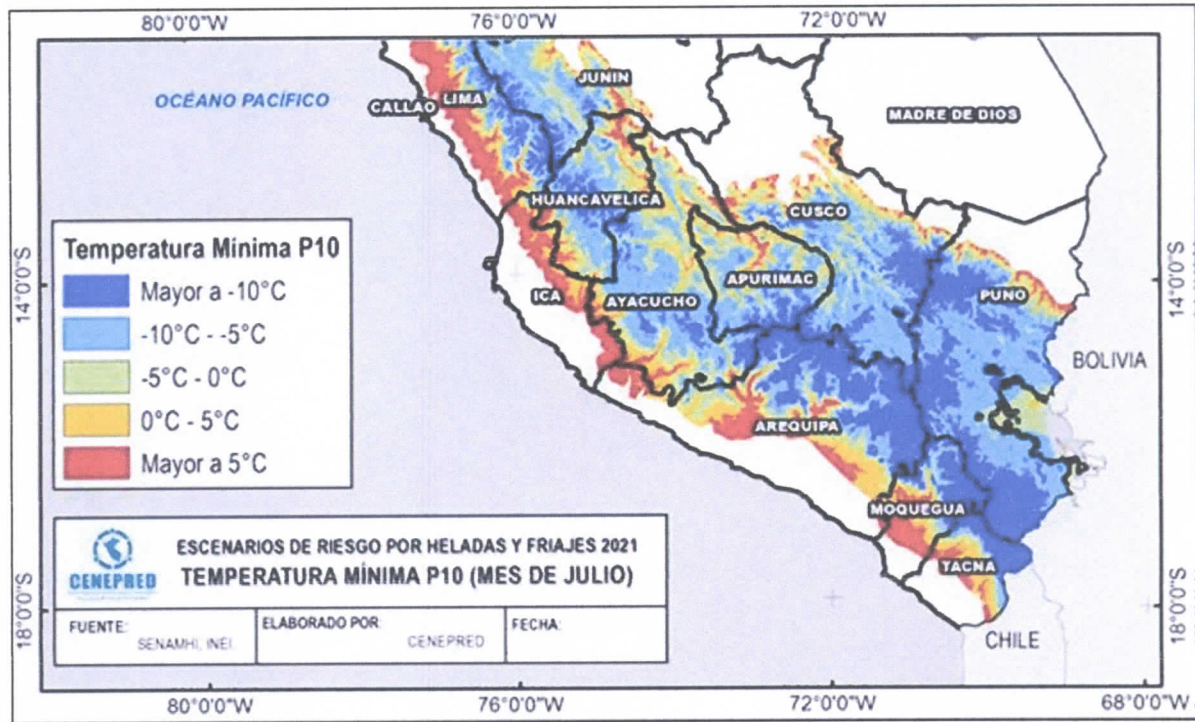 80°0'0"W
76°0'0"W
72°0'0"W
OCÉANO PACÍFICO
CALLAO
LIMA
JUNIN
MADRE DE DIOS
HUANCAVELICA
CUSCO
ICA
AYACUCHO
APURIMAC
PUNO
BOLIVIA
AREQUIPA
MOQUEGUA
TACNA
CHILE
14°0'0"S
14°0'0"S
18°0'0"S
18°0'0"S
Temperatura Mínima P10
Mayor a -10°C
-10°C - -5°C
-5°C - 0°C
0°C - 5°C
Mayor a 5°C
CENEPRED
ESCENARIOS DE RIESGO POR HELADAS Y FRIAJES 2021
TEMPERATURA MÍNIMA P10 (MES DE JULIO)
FUENTE: SENAMHI, INEI.
ELABORADO POR: CENEPRED
FECHA:
80°0'0"W
76°0'0"W
72°0'0"W
68°0'0"W